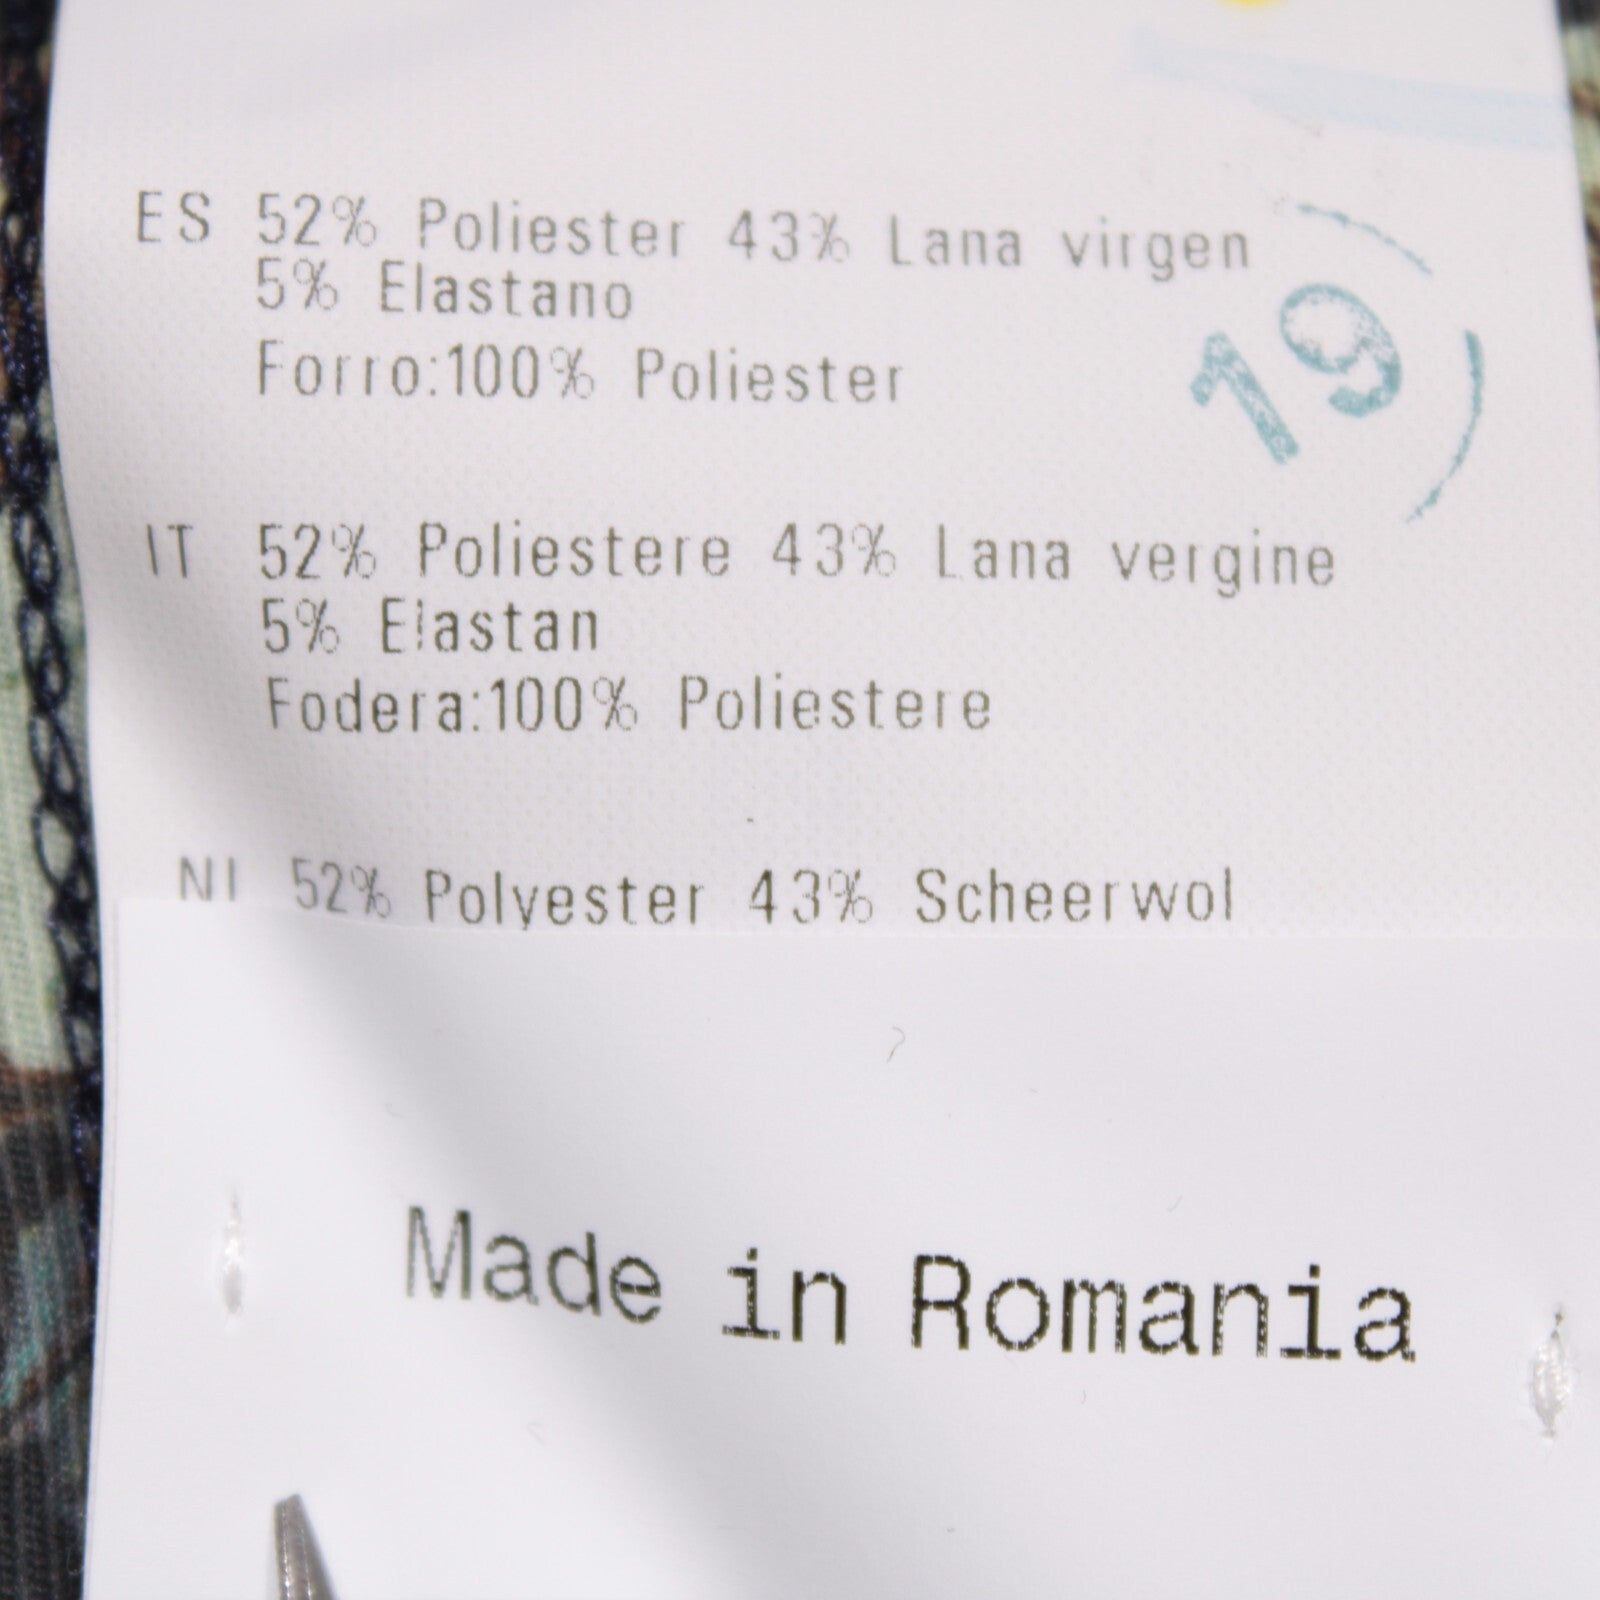 ES 52% Poliester 43% Lana virgen
5% Elastano
Forro:100% Poliester
19
IT 52% Poliestere 43% Lana vergine
5% Elastan
Fodera:100% Poliestere
NL 52% Polyester 43% Scheerwol
Made in Romania